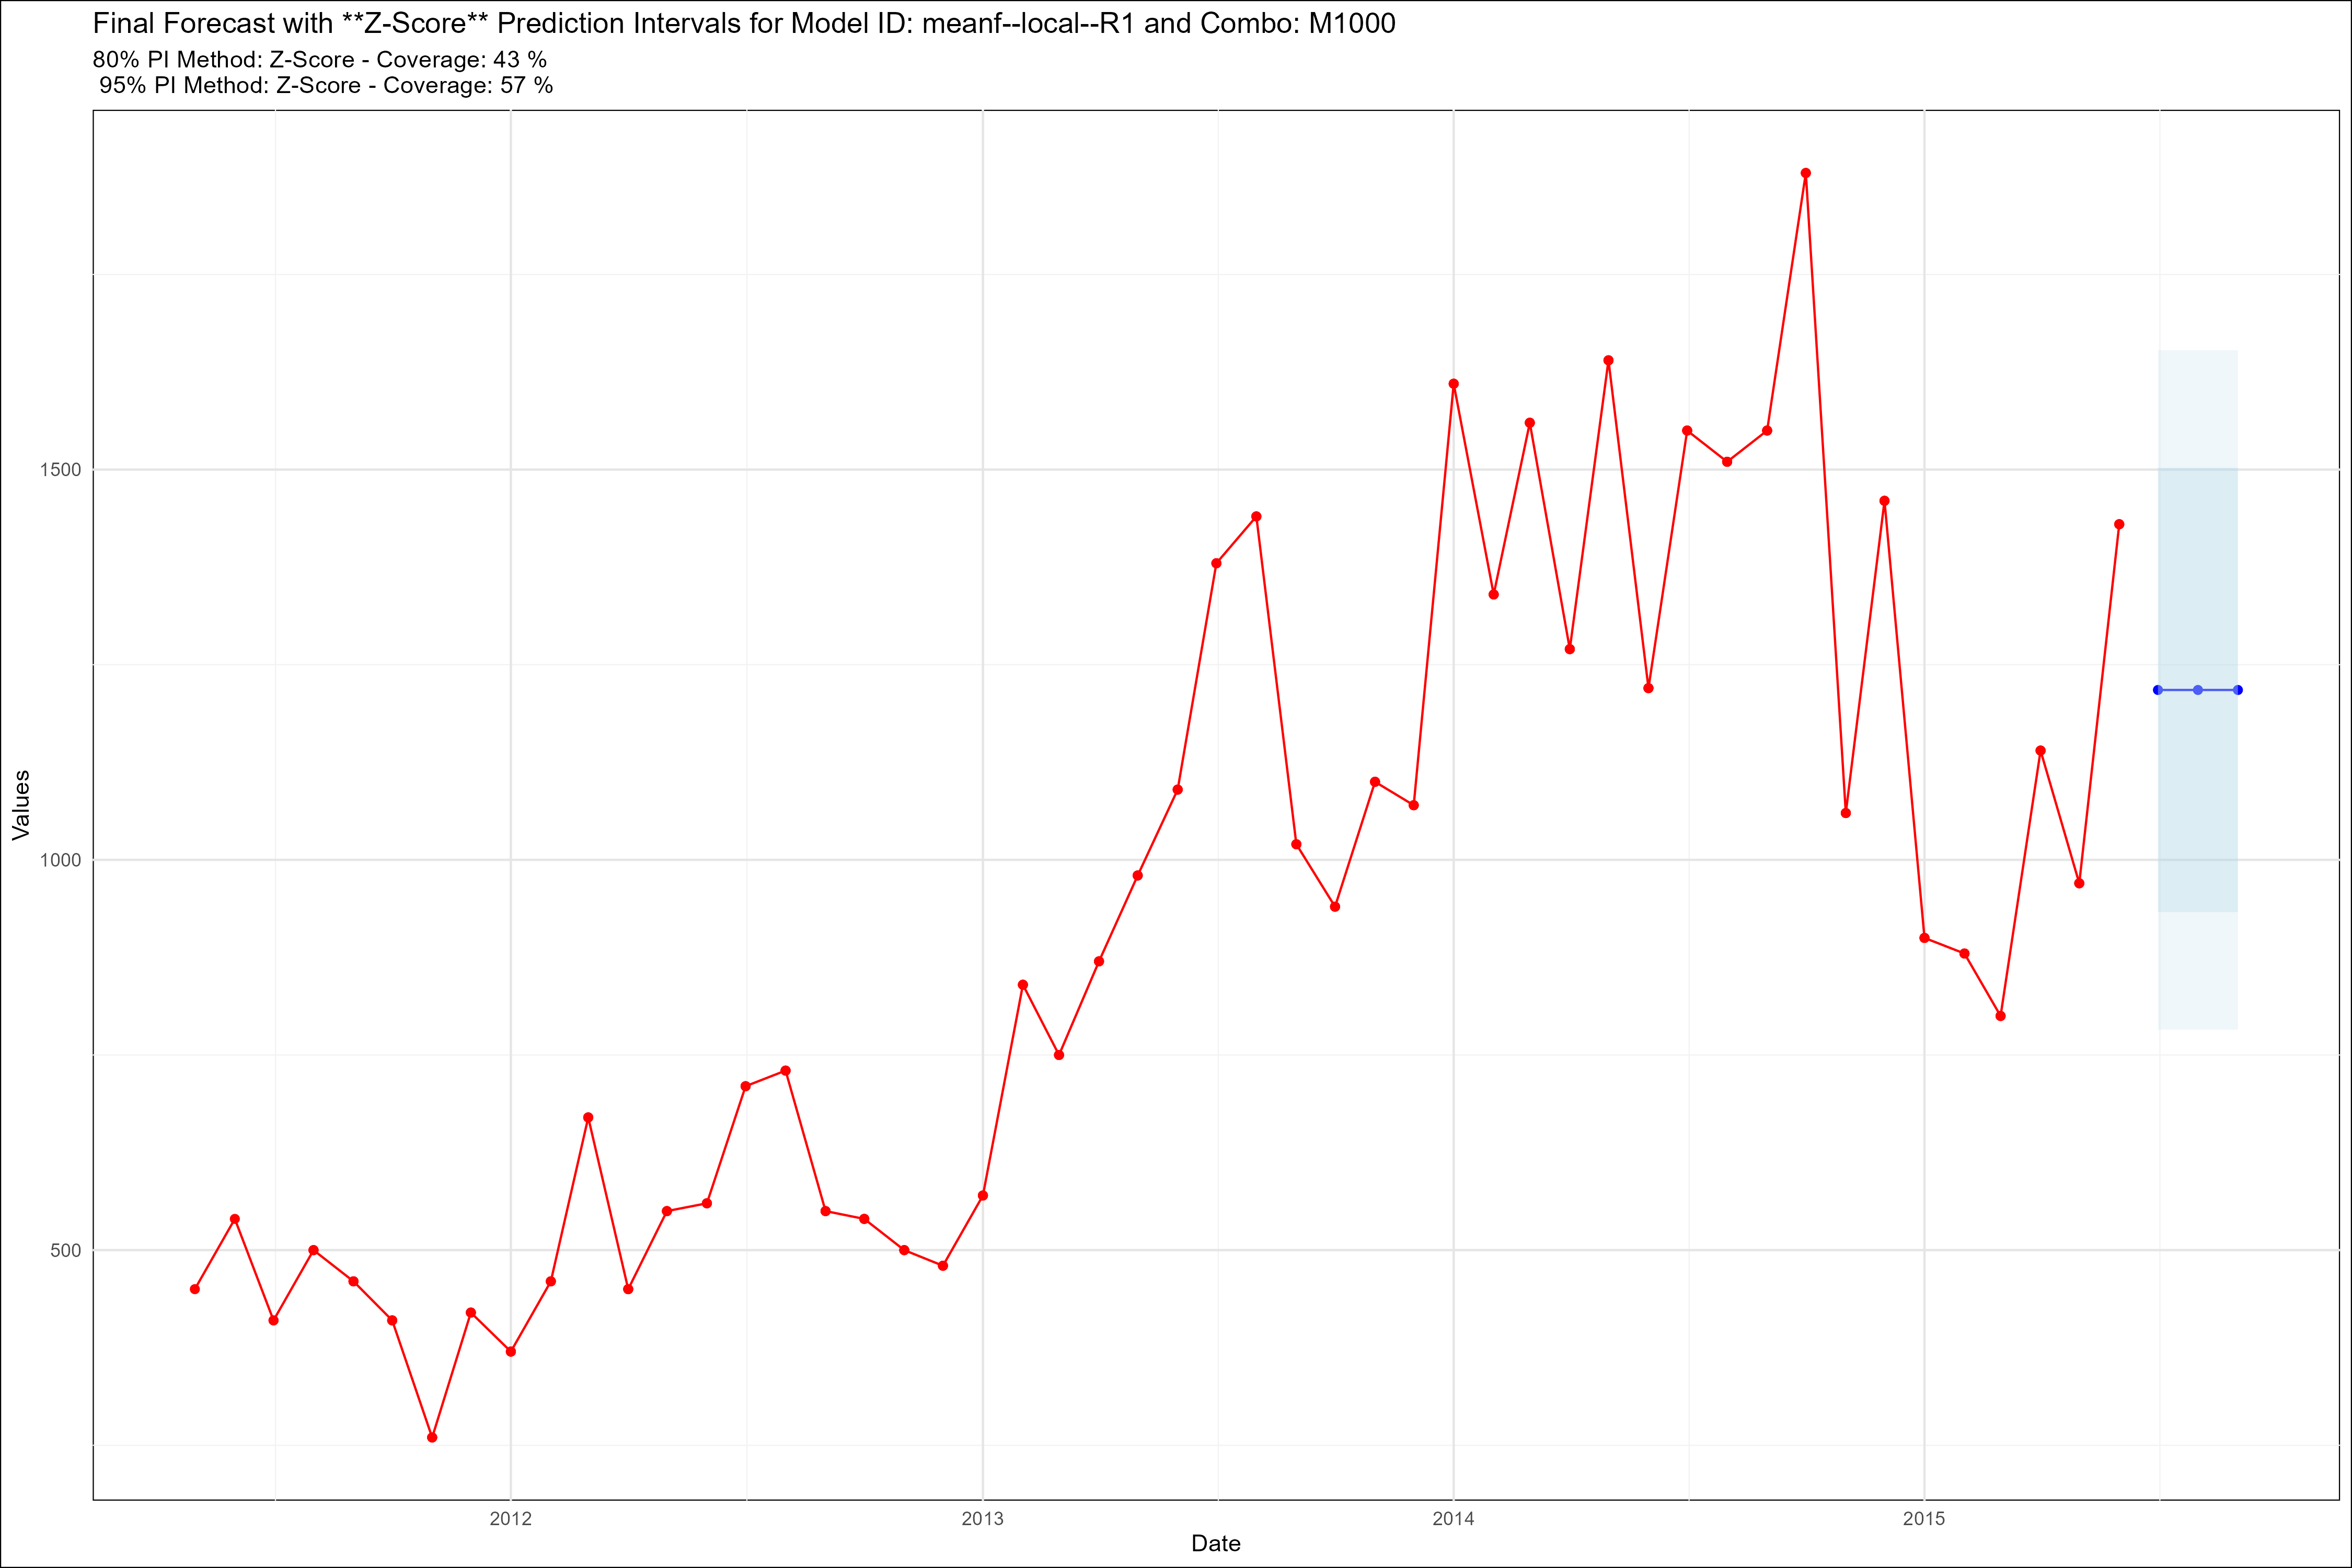 Final Forecast with **Z-Score** Prediction Intervals for Model ID: meanf--local--R1 and Combo: M1000
80% PI Method: Z-Score - Coverage: 43 %
95% PI Method: Z-Score - Coverage: 57 %
Values
1500
1000
500
2012
2013
2014
2015
Date